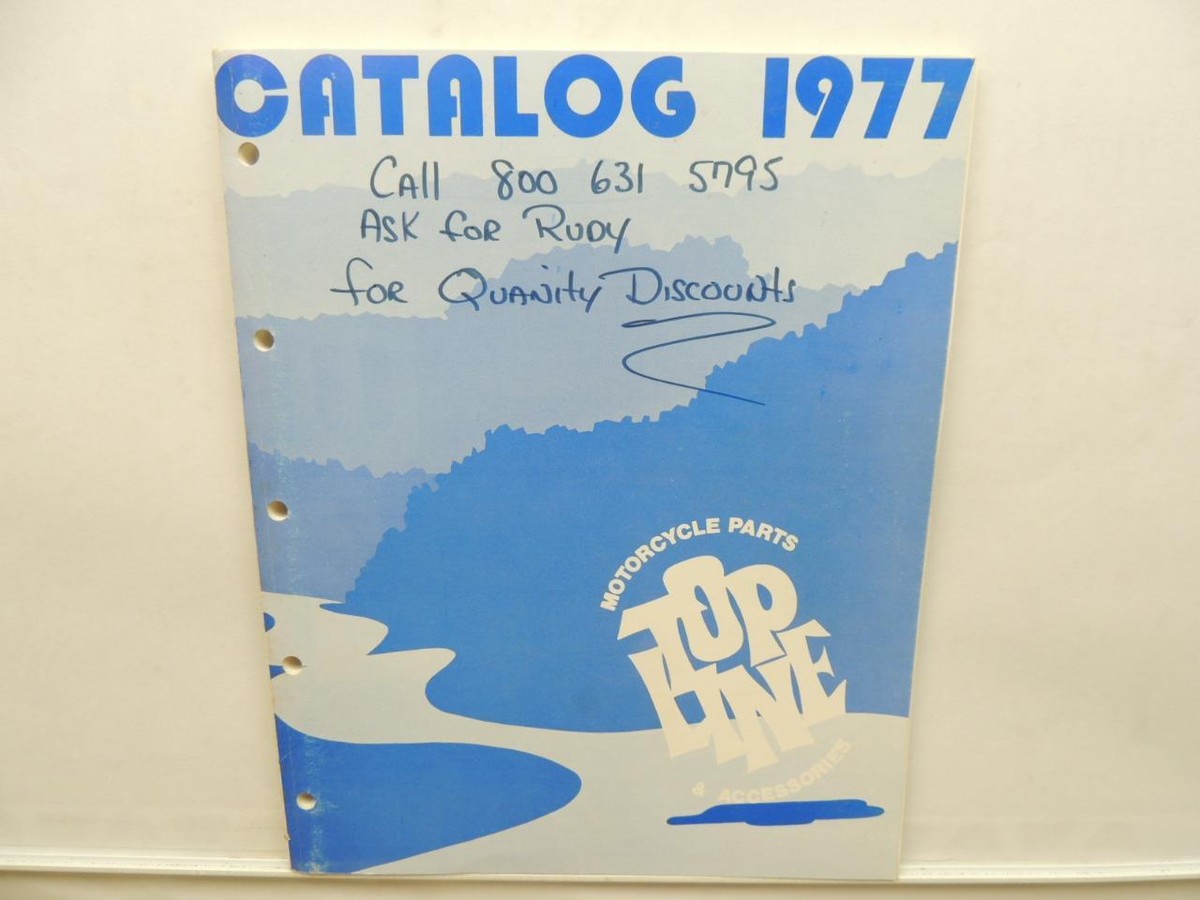 CATALOG 1977
CAll 800 631 5795
ASK foR RUDY
foR QUANitY DiscouNts
MOTORCYCLE PARTS
TOP
LINE
& ACCESSORIES